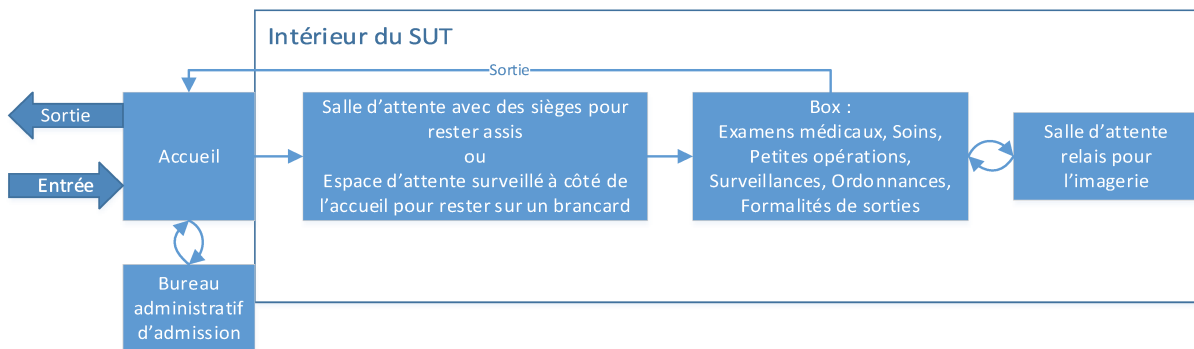 Intérieur du SUT
Sortie
Sortie
Entrée
Accueil
Bureau
administratif
d’admission
Salle d’attente avec des sièges pour
rester assis
ou
Espace d’attente surveillé à côté de
l’accueil pour rester sur un brancard
Box :
Examens médicaux, Soins,
Petites opérations,
Surveillances, Ordonnances,
Formalités de sorties
Salle d’attente
relais pour
l’imagerie